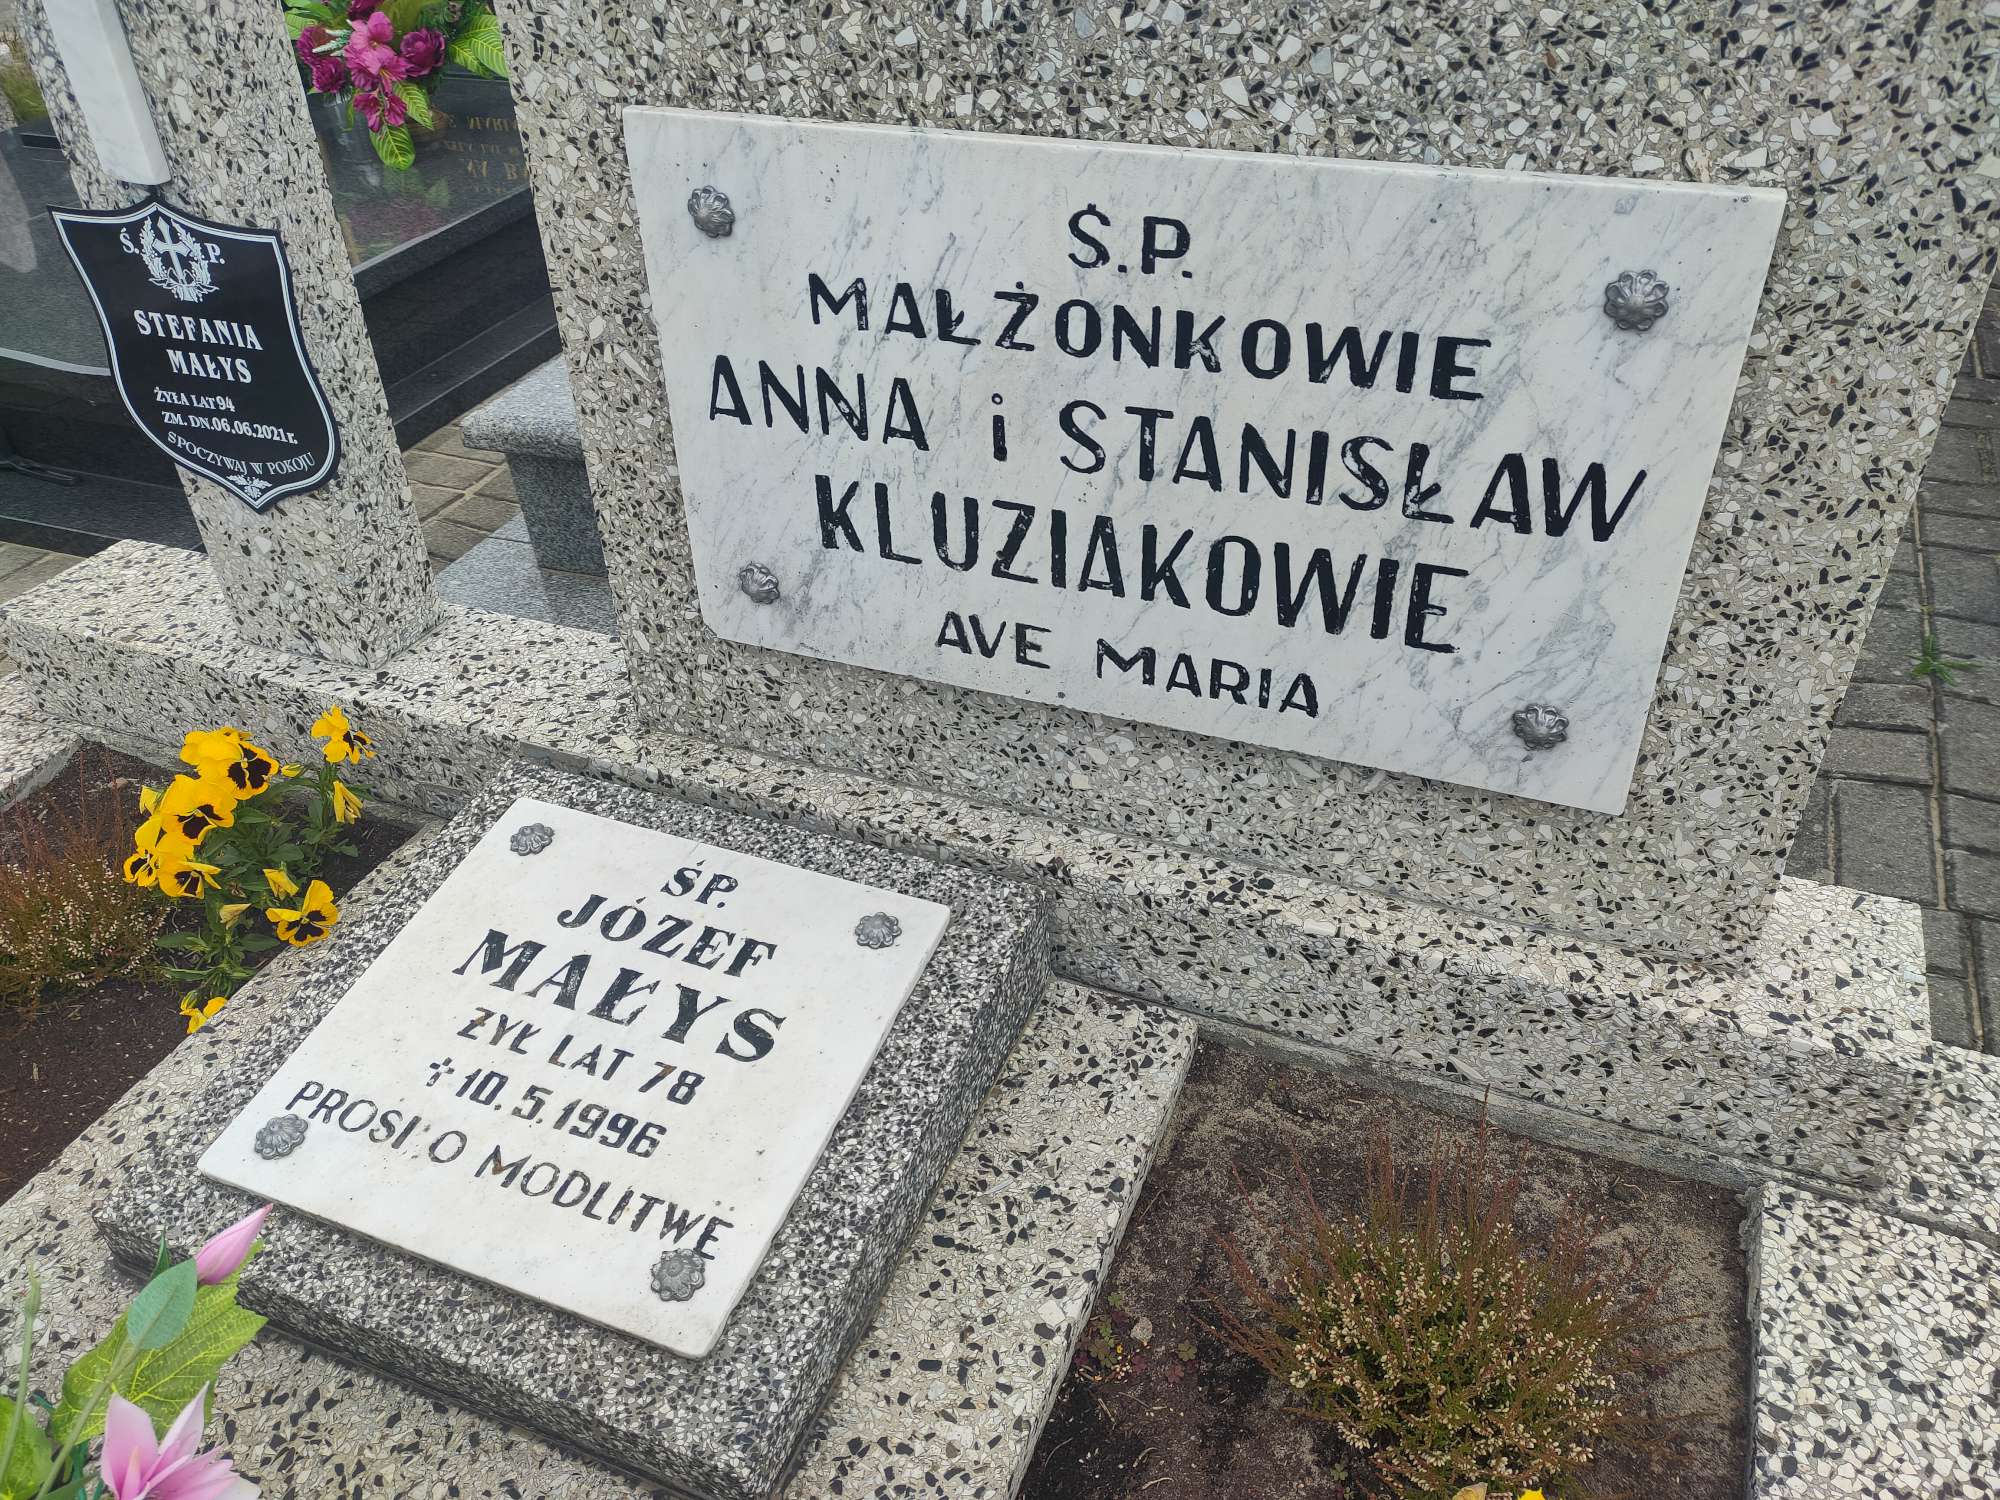 Ś. P.
STEFANIA
MAŁYS
ŻYŁA LAT 94
ZM. DN. 06.06.2021 r.
SPOCZYWAJ W POKOJU
Ś.P.
MAŁŻONKOWIE
ANNA i STANISŁAW
KLUZIAKOWIE
AVE MARIA
ŚP.
JÓZEF
MAŁYS
ŻYŁ LAT 78
†10.5.1996
PROSI O MODLITWĘ